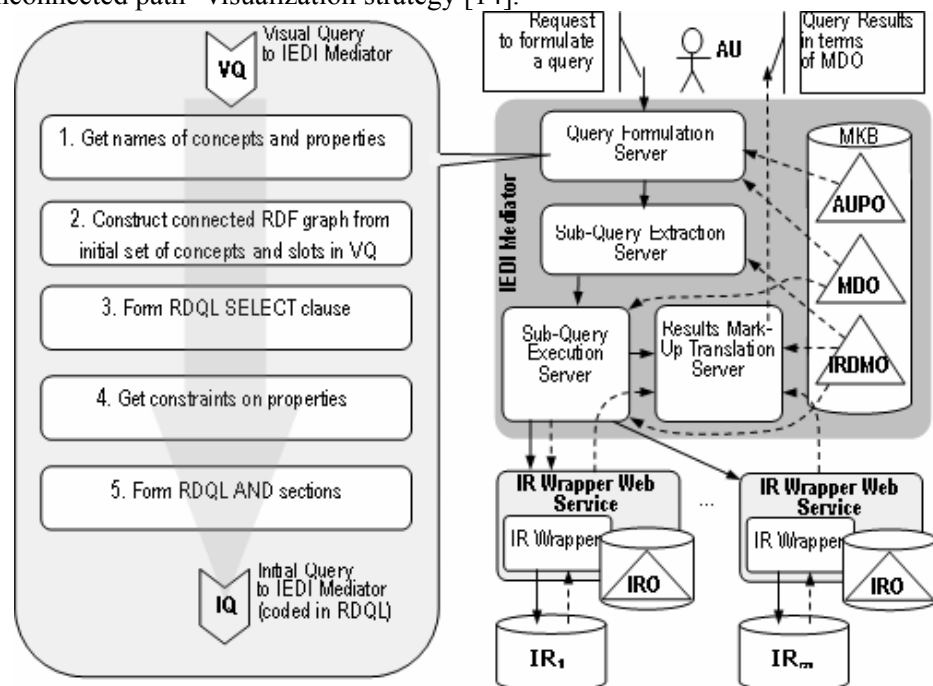 nconnected path" visualization strategy [14].
Visual Query
to IEDI Mediator
VQ
1. Get names of concepts and properties
2. Construct connected RDF graph from
initial set of concepts and slots in VQ
3. Form RDQL SELECT clause
4. Get constraints on properties
5. Form RDQL AND sections
IQ
Initial Query
to IEDI Mediator
(coded in RDQL)
Request
to formulate
a query
AU
Query Results
in terms
of MDO
IEDI Mediator
Query Formulation
Server
Sub-Query Extraction
Server
Sub-Query
Execution
Server
Results Mark-
Up Translation
Server
MKB
AUPO
MDO
IRDMO
IR Wrapper Web
Service
IR Wrapper
IRO
IR1
...
IR Wrapper Web
Service
IR Wrapper
IRO
IRm